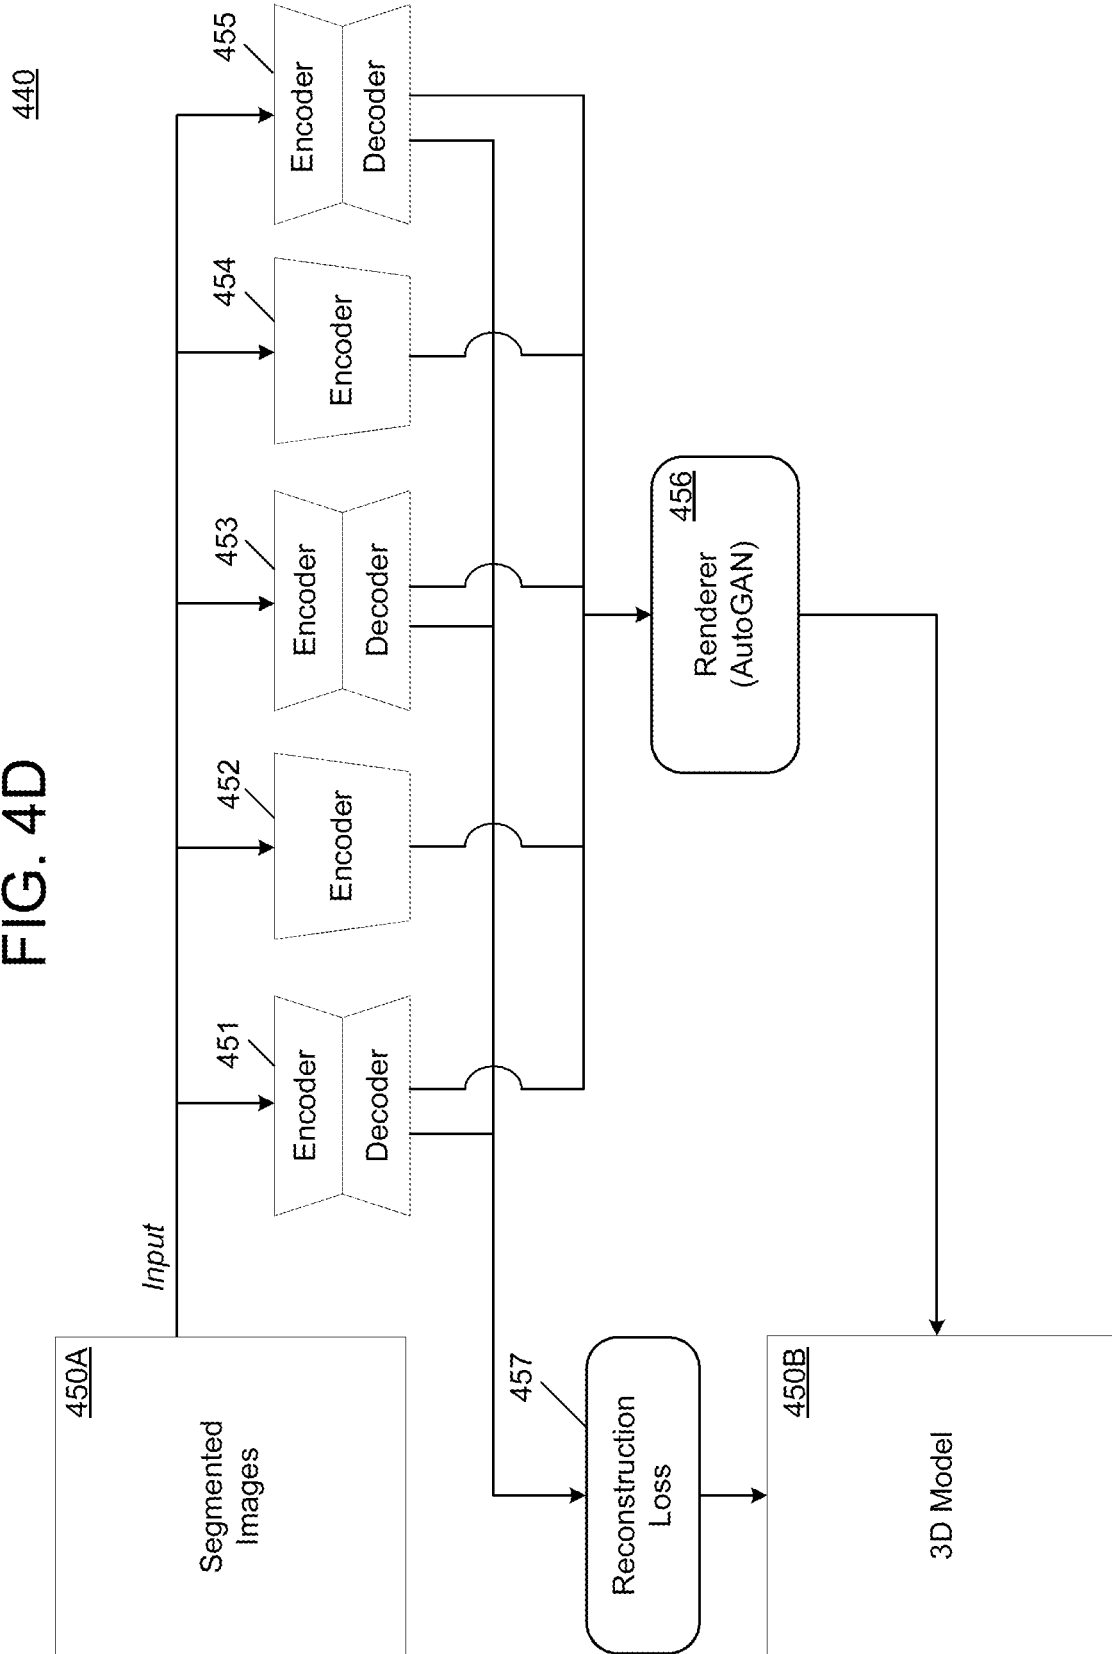 FIG. 4D
440
450A
Segmented
Images
Input
451
Encoder
Decoder
452
Encoder
453
Encoder
Decoder
454
Encoder
455
Encoder
Decoder
456
Renderer
(AutoGAN)
457
Reconstruction
Loss
450B
3D Model